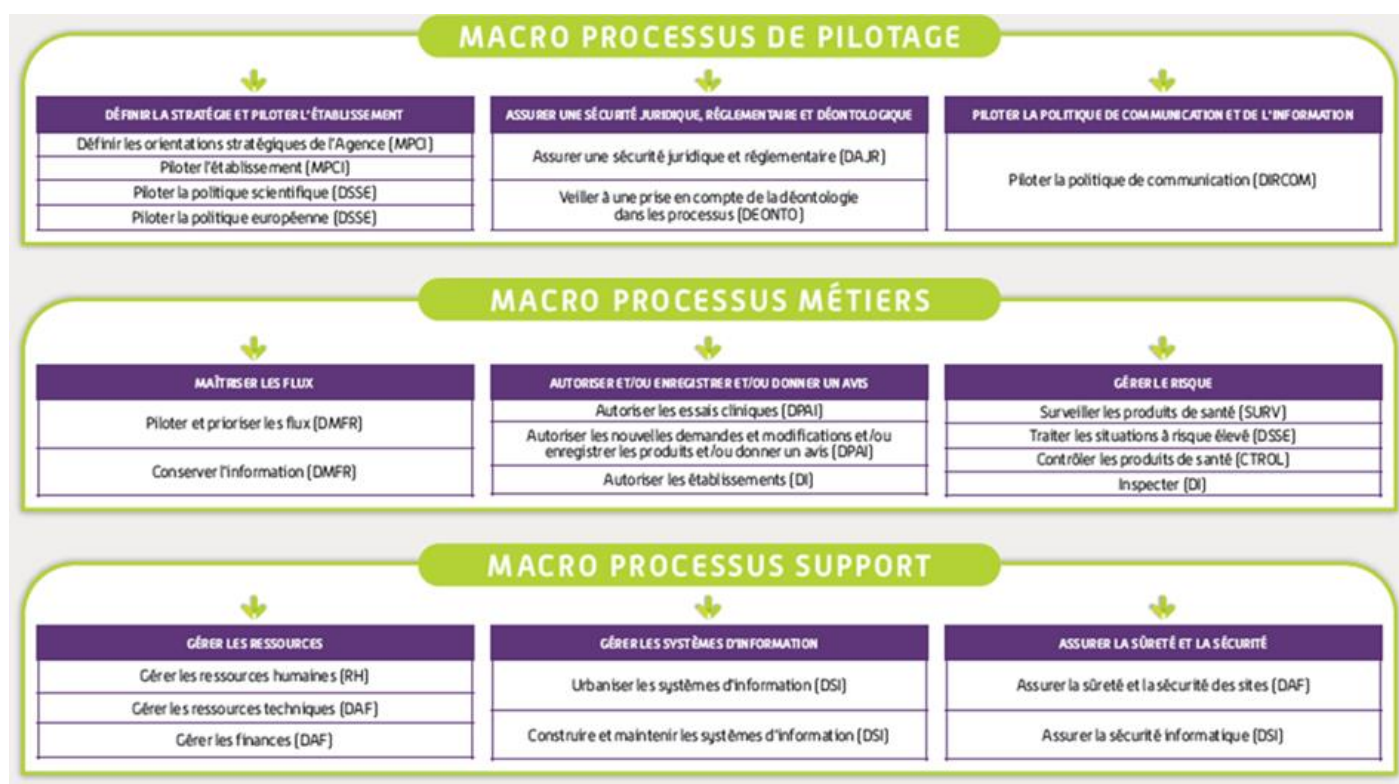 MACRO PROCESSUS DE PILOTAGE
DÉFINIR LA STRATÉGIE ET PILOTER L'ÉTABLISSEMENT
Définir les orientations stratégiques de l'Agence (MPCI)
Piloter l'établissement (MPCI)
Piloter la politique scientifique (DSSE)
Piloter la politique européenne (DSSE)
ASSURER UNE SÉCURITÉ JURIDIQUE, RÉGLEMENTAIRE ET DÉONTOLOGIQUE
Assurer une sécurité juridique et réglementaire (DAJR)
Veiller à une prise en compte de la déontologie
dans les processus (DEONTO)
PILOTER LA POLITIQUE DE COMMUNICATION ET DE L'INFORMATION
Piloter la politique de communication (DIRCOM)
MACRO PROCESSUS MÉTIERS
MAÎTRISER LES FLUX
Piloter et prioriser les flux (DMFR)
Conserver l'information (DMFR)
AUTORISER ET/OU ENREGISTRER ET/OU DONNER UN AVIS
Autoriser les essais cliniques (DPAI)
Autoriser les nouvelles demandes et modifications et/ou
enregistrer les produits et/ou donner un avis (DPAI)
Autoriser les établissements (DI)
GÉRER LE RISQUE
Surveiller les produits de santé (SURV)
Traiter les situations à risque élevé (DSSE)
Contrôler les produits de santé (CTROL)
Inspecter (DI)
MACRO PROCESSUS SUPPORT
GÉRER LES RESSOURCES
Gérer les ressources humaines (RH)
Gérer les ressources techniques (DAF)
Gérer les finances (DAF)
GÉRER LES SYSTÈMES D'INFORMATION
Urbaniser les systèmes d'information (DSI)
Construire et maintenir les systèmes d'information (DSI)
ASSURER LA SÛRETÉ ET LA SÉCURITÉ
Assurer la sûreté et la sécurité des sites (DAF)
Assurer la sécurité informatique (DSI)